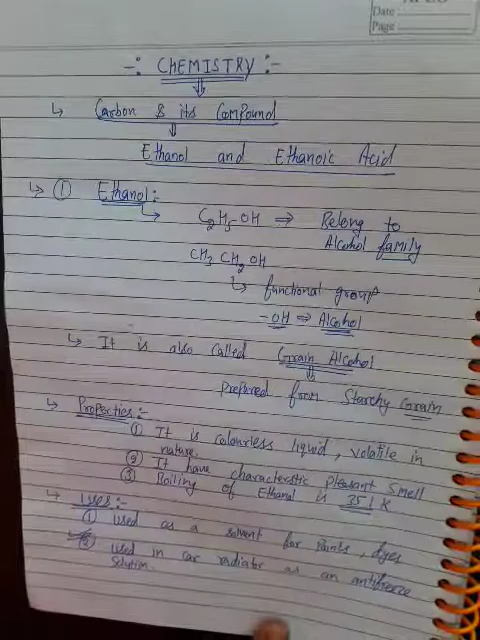 Date :
Page :
-: CHEMISTRY :-
↳ Carbon & its Compound
Ethanol and Ethanoic Acid
↳ ① Ethanol:
C2H5-OH ⇒ Belong to
Alcohol family
CH3 CH2 OH
↳ functional group
-OH ⇒ Alcohol
↳ It is also called Grain Alcohol
prepared from Starchy Grain
↳ Properties:-
① It is colourless liquid, volatile in
nature.
② It have characterstic pleasant smell
③ Boiling of Ethanol is 351 K
↳ Uses:-
① used as a solvent for paints, dyes
② used in car radiator as an antifreeze
solution.